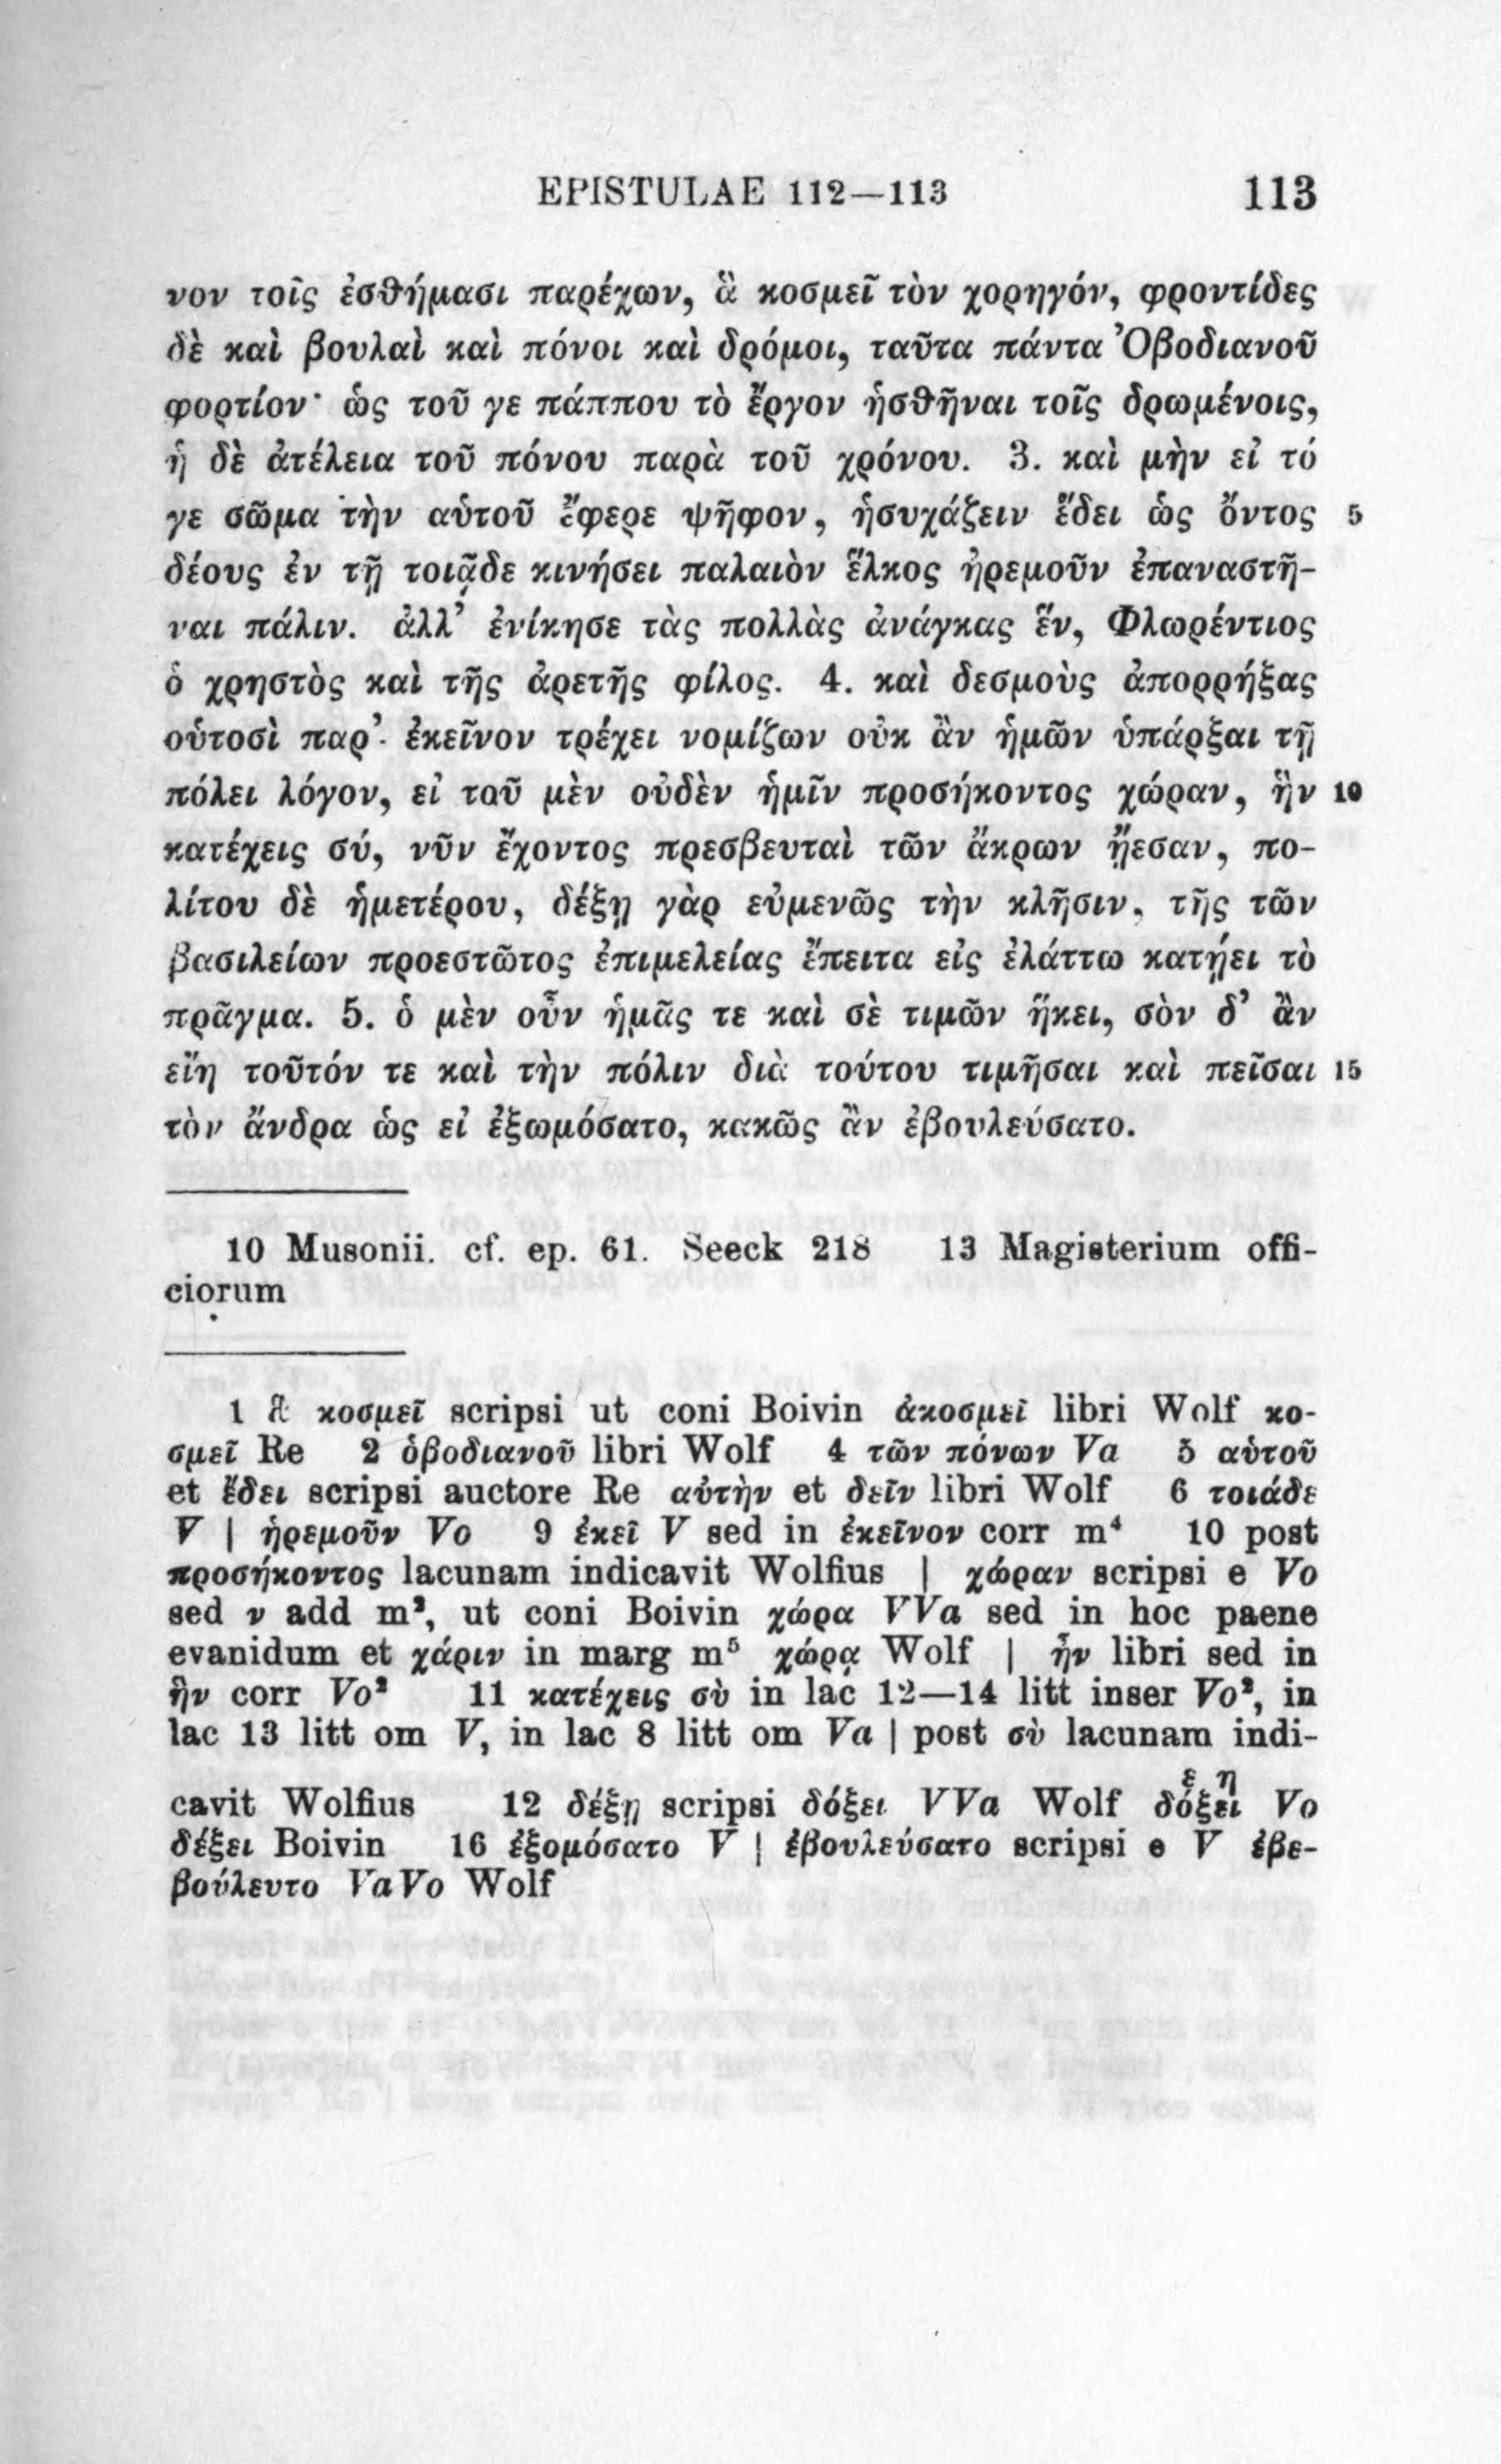 EPISTULAE 112—113 113
νον τοῖς ἐσθήμασι παρέχων, ἃ κοσμεῖ τὸν χορηγόν, φροντίδες
δὲ καὶ βουλαὶ καὶ πόνοι καὶ δρόμοι, ταῦτα πάντα Ὀβοδιανοῦ
φορτίον· ὡς τοῦ γε πάππου τὸ ἔργον ἡσθῆναι τοῖς δρωμένοις,
ἡ δὲ ἀτέλεια τοῦ πόνου παρὰ τοῦ χρόνου. 3. καὶ μὴν εἰ τό
γε σῶμα τὴν αὑτοῦ ἔφερε ψῆφον, ἡσυχάζειν ἔδει ὡς ὄντος 5
δέους ἐν τῇ τοιᾷδε κινήσει παλαιὸν ἕλκος ἠρεμοῦν ἐπαναστῆ-
ναι πάλιν. ἀλλ’ ἐνίκησε τὰς πολλὰς ἀνάγκας ἕν, Φλωρέντιος
ὁ χρηστὸς καὶ τῆς ἀρετῆς φίλος. 4. καὶ δεσμοὺς ἀπορρήξας
οὑτοσὶ παρ’ ἐκεῖνον τρέχει νομίζων οὐκ ἂν ἡμῶν ὑπάρξαι τῇ
πόλει λόγον, εἰ τοῦ μὲν οὐδὲν ἡμῖν προσήκοντος χώραν, ἣν 10
κατέχεις σύ, νῦν ἔχοντος πρεσβευταὶ τῶν ἄκρων ᾔεσαν, πο-
λίτου δὲ ἡμετέρου, δέξῃ γὰρ εὐμενῶς τὴν κλῆσιν, τῆς τῶν
βασιλείων προεστῶτος ἐπιμελείας ἔπειτα εἰς ἐλάττω κατῄει τὸ
πρᾶγμα. 5. ὁ μὲν οὖν ἡμᾶς τε καὶ σὲ τιμῶν ἥκει, σὸν δ’ ἂν
εἴη τοῦτόν τε καὶ τὴν πόλιν διὰ τούτου τιμῆσαι καὶ πεῖσαι 15
τὸν ἄνδρα ὡς εἰ ἐξωμόσατο, κακῶς ἂν ἐβουλεύσατο.
10 Musonii. cf. ep. 61. Seeck 218 13 Magisterium offi-
ciorum
1 ἃ κοσμεῖ scripsi ut coni Boivin ἀκοσμεῖ libri Wolf κο-
σμεῖ Re 2 ὀβοδιανοῦ libri Wolf 4 τῶν πόνων Va 5 αὑτοῦ
et ἔδει scripsi auctore Re αὐτὴν et δεῖν libri Wolf 6 τοιάδε
V | ἡρεμοῦν Vo 9 ἐκεῖ V sed in ἐκεῖνον corr m⁴ 10 post
προσήκοντος lacunam indicavit Wolfius | χώραν scripsi e Vo
sed ν add m², ut coni Boivin χώρα VVa sed in hoc paene
evanidum et χάριν in marg m⁵ χώρᾳ Wolf | ἦν libri sed in
ἣν corr Vo² 11 κατέχεις σὺ in lac 12—14 litt inser Vo², in
lac 13 litt om V, in lac 8 litt om Va | post σὺ lacunam indi-
ε η
cavit Wolfius 12 δέξῃ scripsi δόξει VVa Wolf δόξει Vo
δέξει Boivin 16 ἐξομόσατο V | ἐβουλεύσατο scripsi e V ἐβε-
βούλευτο VaVo Wolf